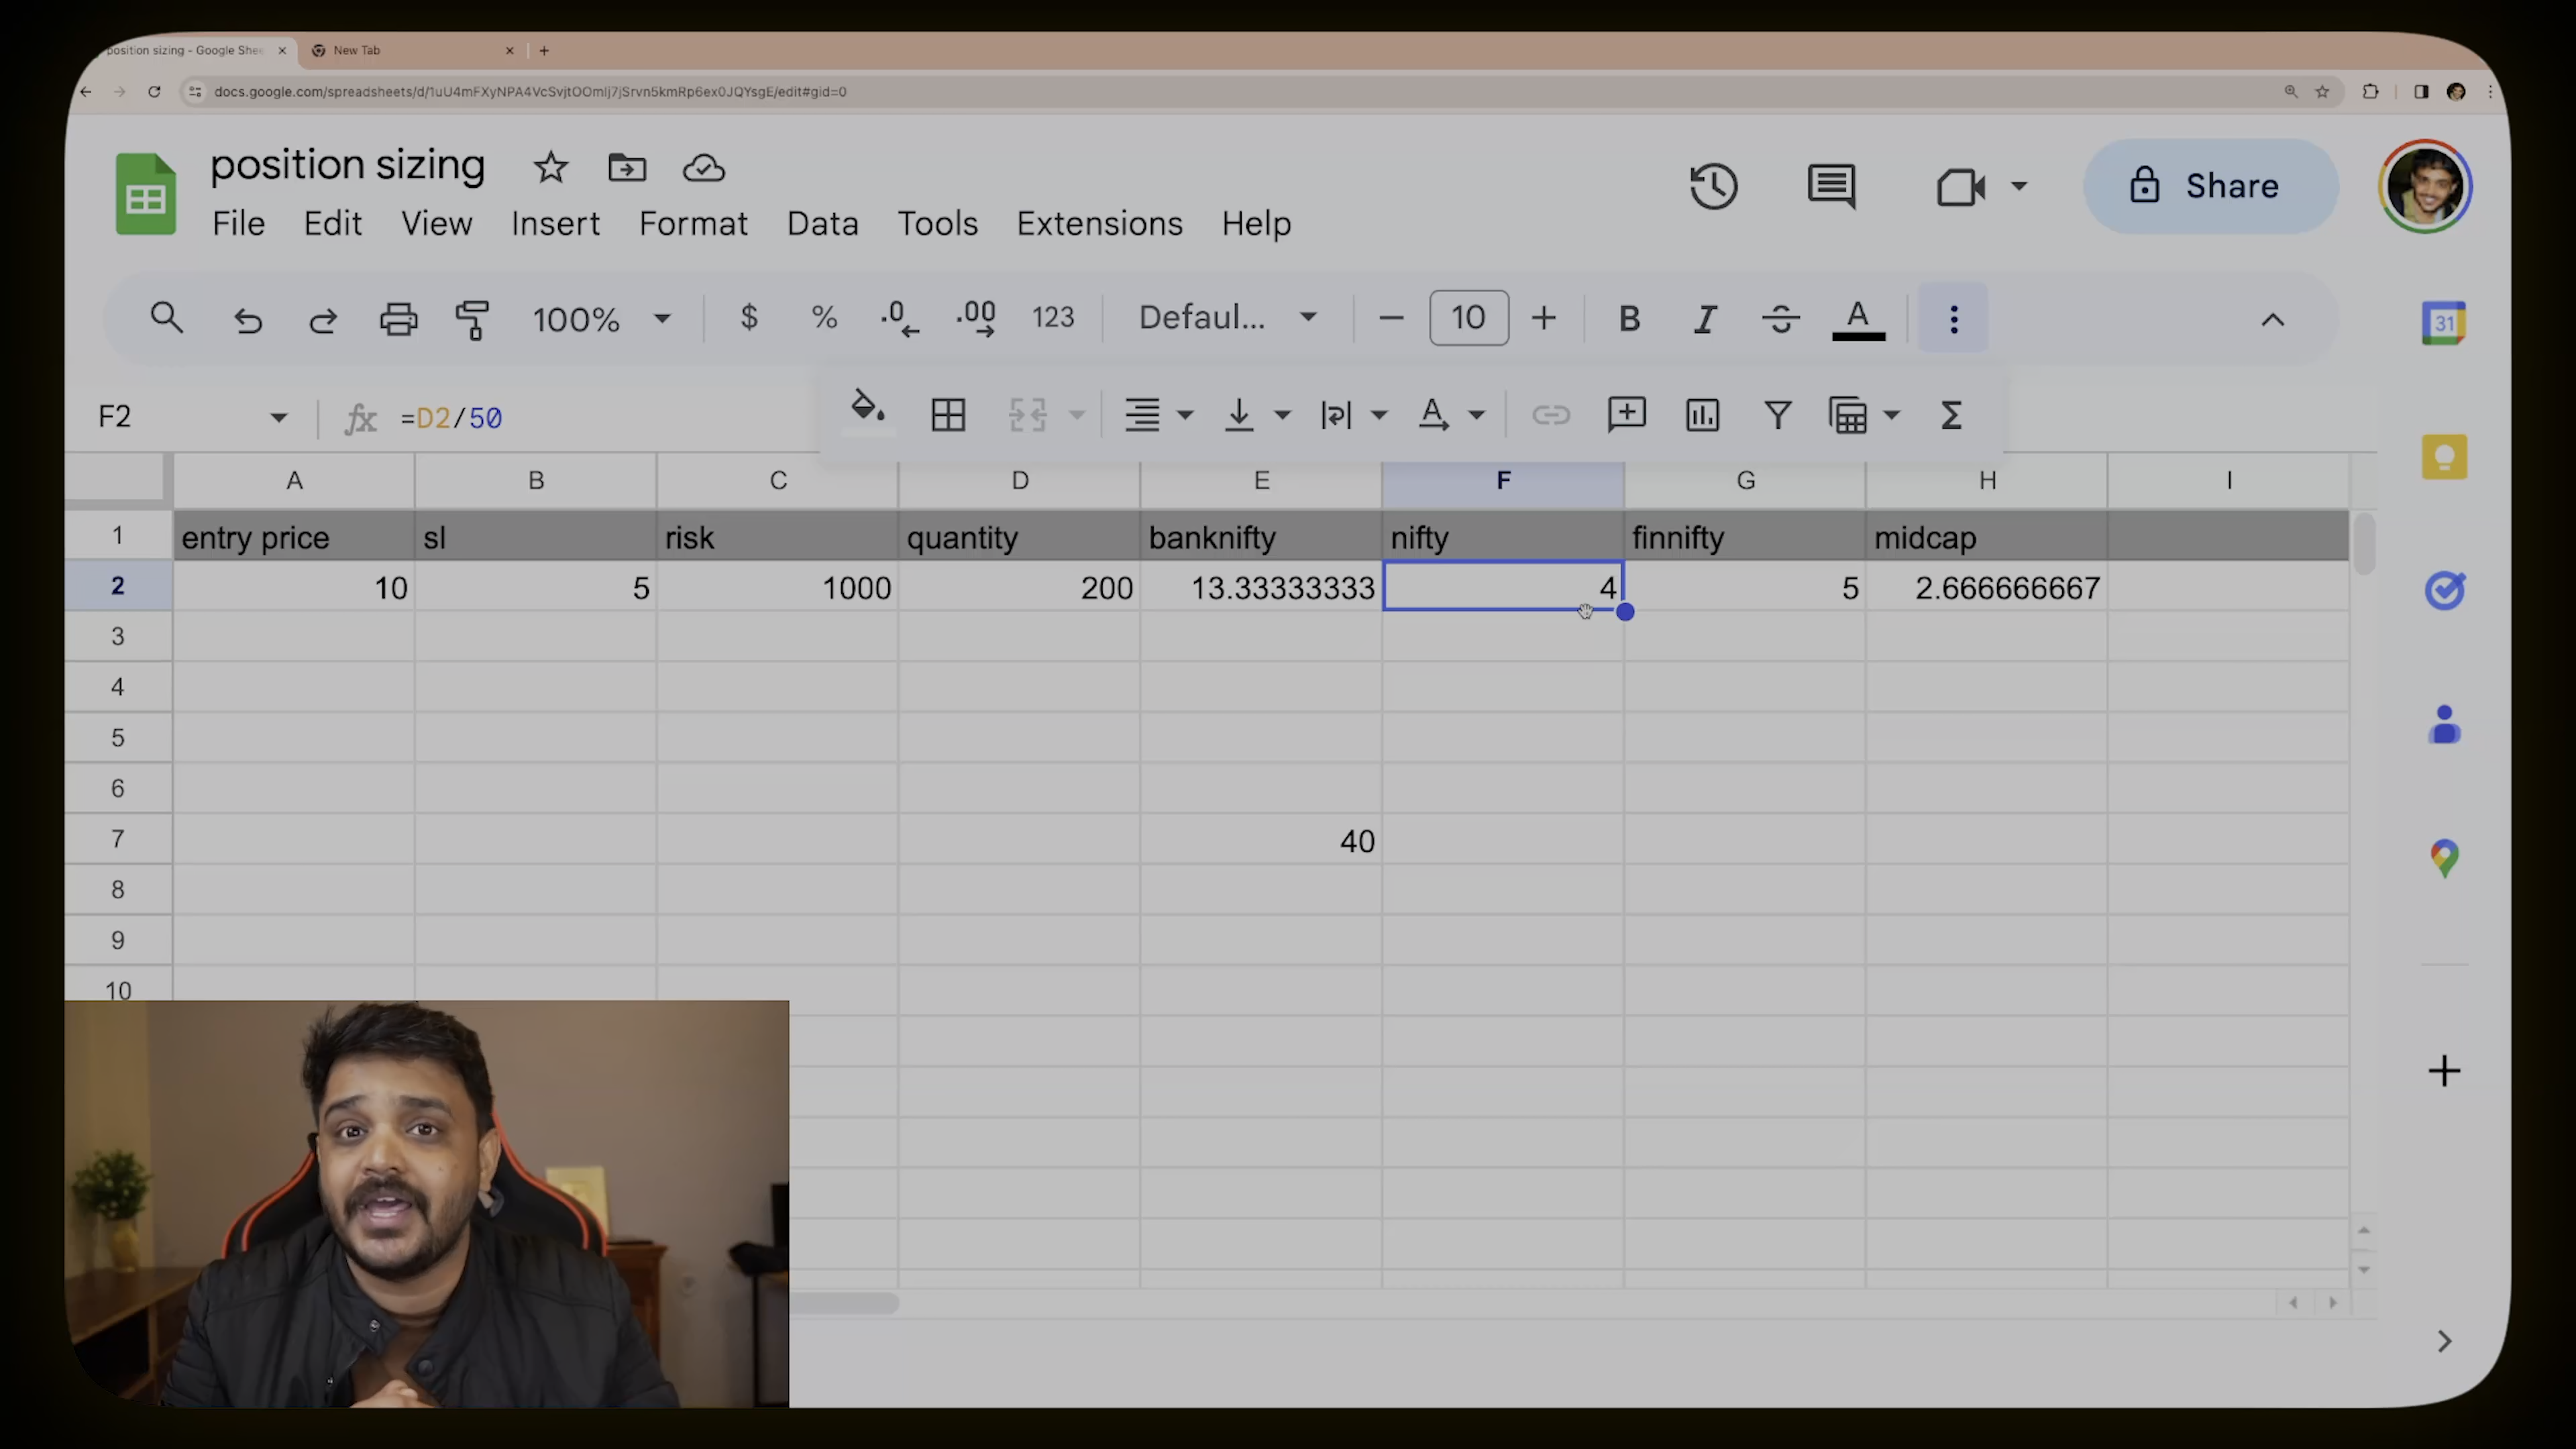 position sizing - Google Shee
New Tab
docs.google.com/spreadsheets/d/1uU4mFXyNPA4VcSvjtOOmIj7jSrvn5kmRp6ex0JQYsgE/edit#gid=0
position sizing
Share
File Edit View Insert Format Data Tools Extensions Help
100% $ % .0 .00 123 Defaul... 10 B I A
31
F2 fx =D2/50
A B C D E F G H I
1 entry price sl risk quantity banknifty nifty finnifty midcap
2 10 5 1000 200 13.33333333 4 5 2.666666667
3
4
5
6
7 40
8
9
10